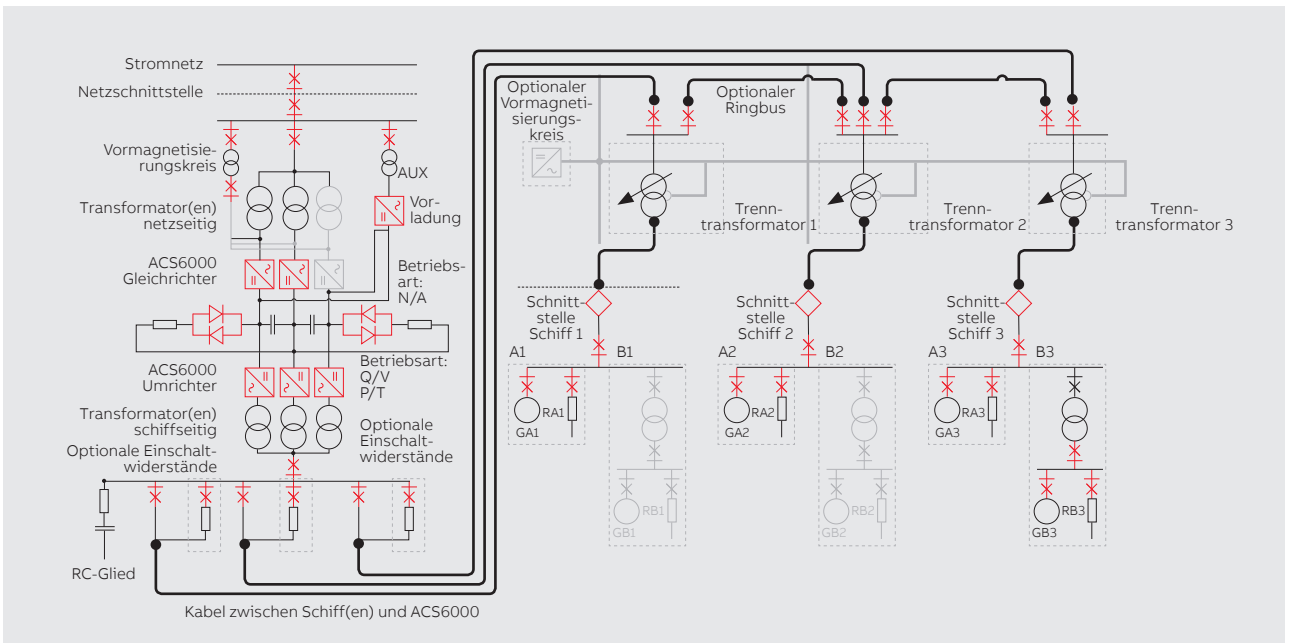 Stromnetz
Netzschnittstelle
Vormagnetisie-
rungskreis
AUX
Transformator(en)
netzseitig
Vor-
ladung
ACS6000
Gleichrichter
Betriebs-
art:
N/A
ACS6000
Umrichter
Betriebsart:
Q/V
P/T
Transformator(en)
schiffseitig
Optionale
Einschalt-
widerstände
Optionale Einschalt-
widerstände
RC-Glied
Kabel zwischen Schiff(en) und ACS6000
Optionaler
Vormagneti-
sierungs-
kreis
Optionaler
Ringbus
Trenn-
transformator 1
Trenn-
transformator 2
Trenn-
transformator 3
Schnitt-
stelle
Schiff 1
Schnitt-
stelle
Schiff 2
Schnitt-
stelle
Schiff 3
A1
B1
A2
B2
A3
B3
RA1
GA1
RA2
GA2
RA3
GA3
RB1
GB1
RB2
GB2
RB3
GB3